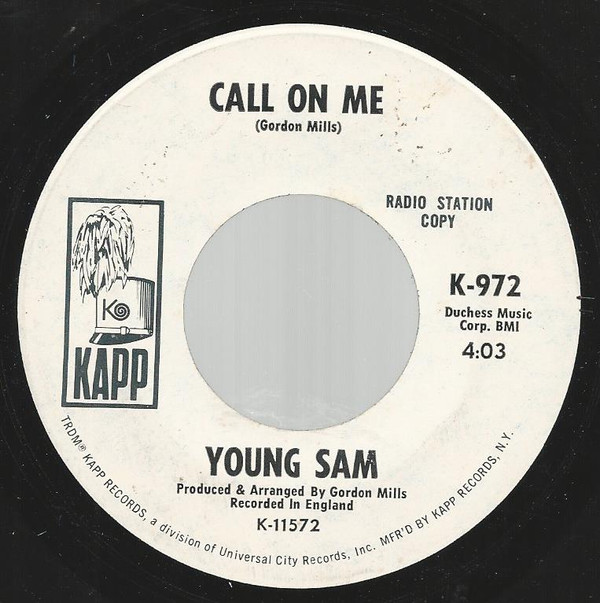 CALL ON ME
(Gordon Mills)
RADIO STATION
COPY
K-972
Duchess Music
Corp. BMI
4:03
K
KAPP
YOUNG SAM
Produced & Arranged By Gordon Mills
Recorded In England
K-11572
TRDM® KAPP RECORDS, a division of Universal City Records, Inc. MFR'D BY KAPP RECORDS, N.Y.